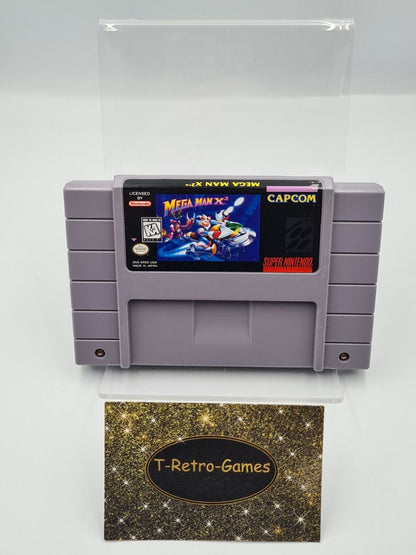 MEGA MAN X2
LICENSED
BY
Nintendo
MEGA MAN X2
CAPCOM
K-A
MADE IN JAPAN
SUPER NINTENDO
T-Retro-Games